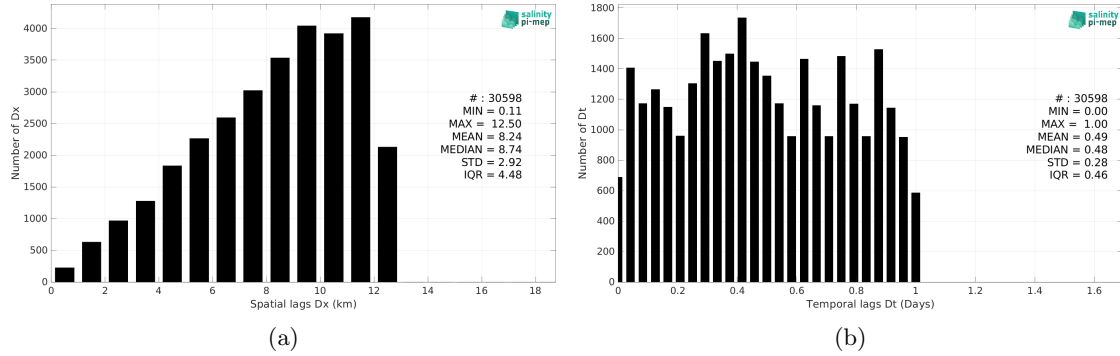 salinity
pi-mep
4000
3500
3000
2500
2000
1500
1000
500
0
Number of Dx
# : 30598
MIN = 0.11
MAX = 12.50
MEAN = 8.24
MEDIAN = 8.74
STD = 2.92
IQR = 4.48
0 2 4 6 8 10 12 14 16 18
Spatial lags Dx (km)
(a)
salinity
pi-mep
1800
1600
1400
1200
1000
800
600
400
200
0
Number of Dt
# : 30598
MIN = 0.00
MAX = 1.00
MEAN = 0.49
MEDIAN = 0.48
STD = 0.28
IQR = 0.46
0 0.2 0.4 0.6 0.8 1 1.2 1.4 1.6
Temporal lags Dt (Days)
(b)